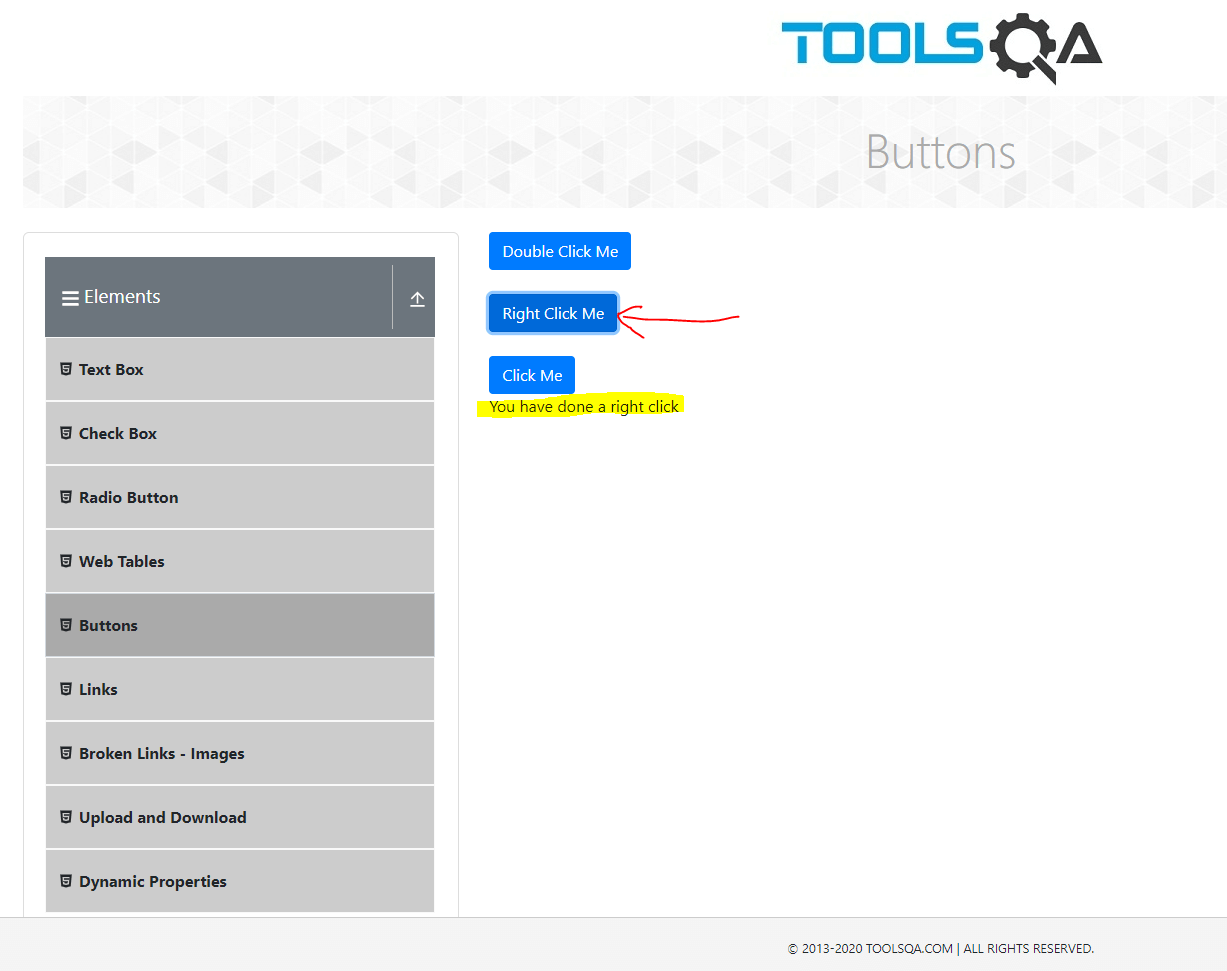 TOOLSQA
Buttons
Elements
Text Box
Check Box
Radio Button
Web Tables
Buttons
Links
Broken Links - Images
Upload and Download
Dynamic Properties
Double Click Me
Right Click Me
Click Me
You have done a right click
© 2013-2020 TOOLSQA.COM | ALL RIGHTS RESERVED.